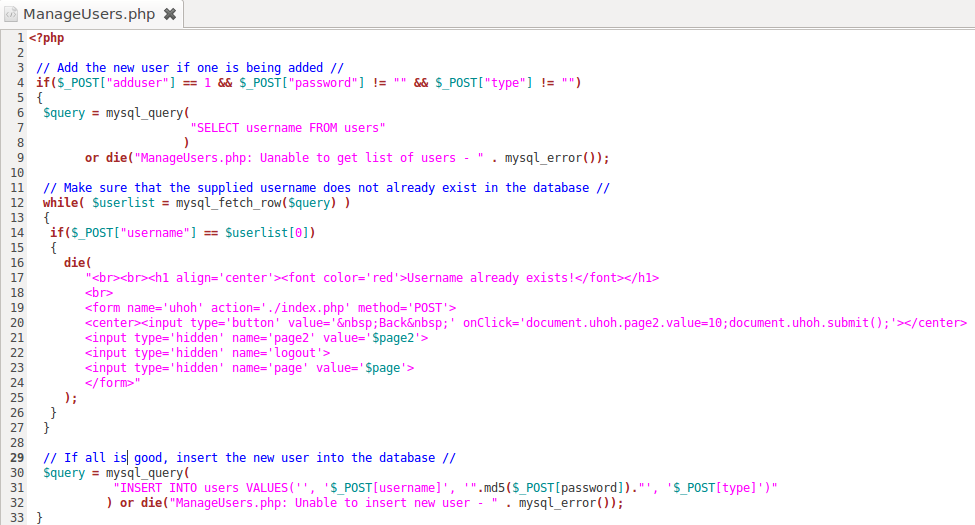 ManageUsers.php
1 <?php
2
3 // Add the new user if one is being added //
4 if($_POST["adduser"] == 1 && $_POST["password"] != "" && $_POST["type"] != "")
5 {
6 $query = mysql_query(
7 "SELECT username FROM users"
8 )
9 or die("ManageUsers.php: Uanable to get list of users - " . mysql_error());
10
11 // Make sure that the supplied username does not already exist in the database //
12 while( $userlist = mysql_fetch_row($query) )
13 {
14 if($_POST["username"] == $userlist[0])
15 {
16 die(
17 "<br><br><h1 align='center'><font color='red'>Username already exists!</font></h1>
18 <br>
19 <form name='uhoh' action='./index.php' method='POST'>
20 <center><input type='button' value='&nbsp;Back&nbsp;' onClick='document.uhoh.page2.value=10;document.uhoh.submit();'></center>
21 <input type='hidden' name='page2' value='$page2'>
22 <input type='hidden' name='logout'>
23 <input type='hidden' name='page' value='$page'>
24 </form>"
25 );
26 }
27 }
28
29 // If all is good, insert the new user into the database //
30 $query = mysql_query(
31 "INSERT INTO users VALUES('', '$_POST[username]', '".md5($_POST[password])."', '$_POST[type]')"
32 ) or die("ManageUsers.php: Unable to insert new user - " . mysql_error());
33 }